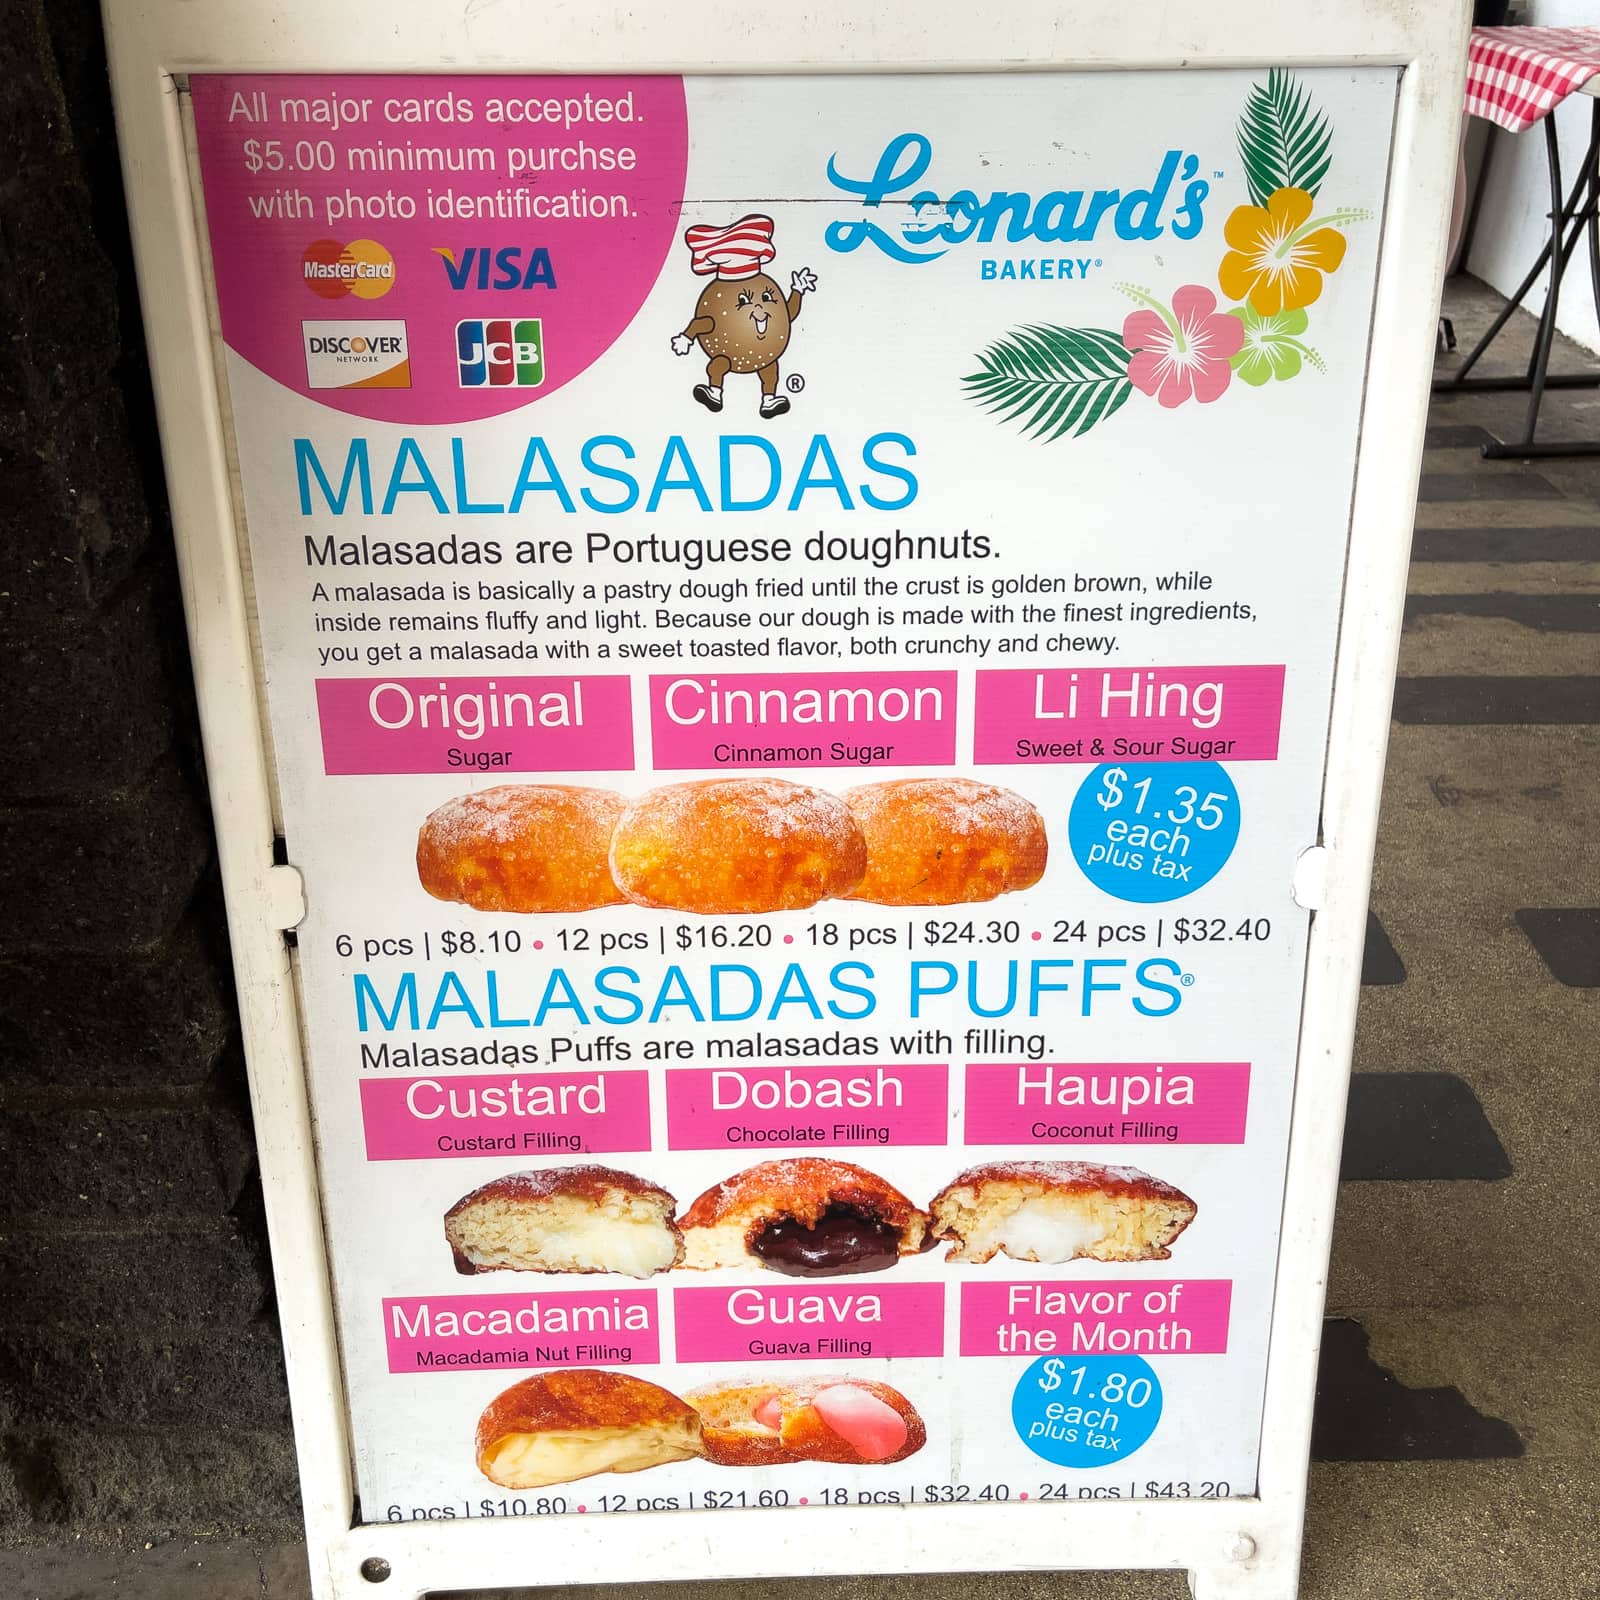 All major cards accepted.
$5.00 minimum purchse
with photo identification.
MasterCard VISA
DISCOVER
NETWORK
JCB
Leonard's™
BAKERY®
®
MALASADAS
Malasadas are Portuguese doughnuts.
A malasada is basically a pastry dough fried until the crust is golden brown, while
inside remains fluffy and light. Because our dough is made with the finest ingredients,
you get a malasada with a sweet toasted flavor, both crunchy and chewy.
Original
Sugar
Cinnamon
Cinnamon Sugar
Li Hing
Sweet & Sour Sugar
$1.35
each
plus tax
6 pcs | $8.10 • 12 pcs | $16.20 • 18 pcs | $24.30 • 24 pcs | $32.40
MALASADAS PUFFS®
Malasadas Puffs are malasadas with filling.
Custard
Custard Filling
Dobash
Chocolate Filling
Haupia
Coconut Filling
Macadamia
Macadamia Nut Filling
Guava
Guava Filling
Flavor of
the Month
$1.80
each
plus tax
6 pcs | $10.80 • 12 pcs | $21.60 • 18 pcs | $32.40 • 24 pcs | $43.20